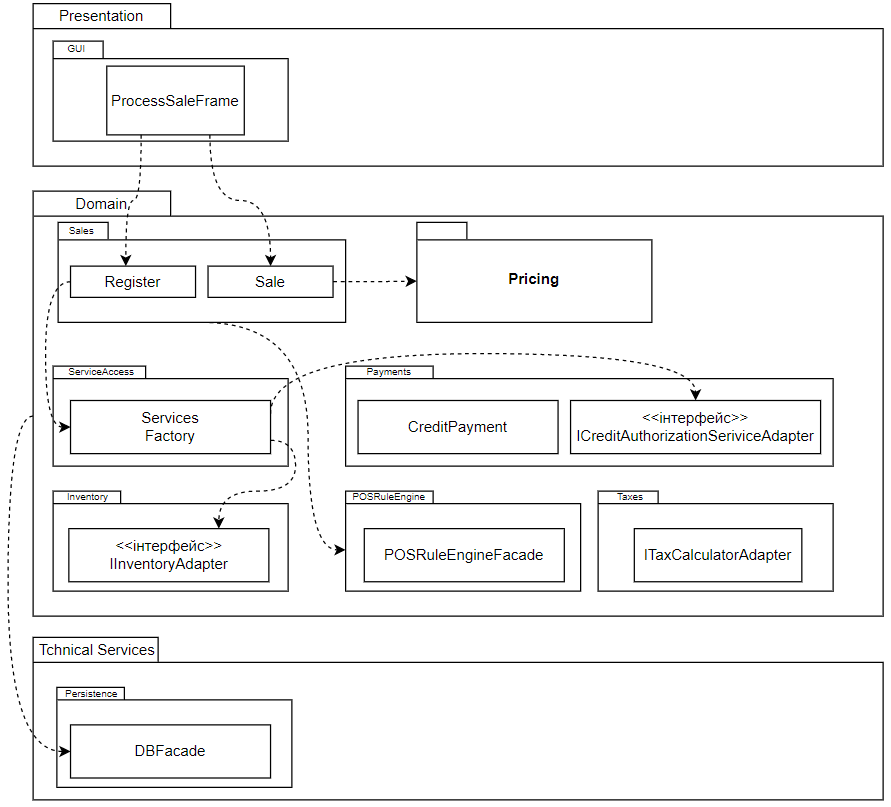 Presentation
GUI
ProcessSaleFrame
Domain
Sales
Register
Sale
Pricing
ServiceAccess
Services
Factory
Payments
CreditPayment
<<інтерфейс>>
ICreditAuthorizationSeriviceAdapter
Inventory
<<інтерфейс>>
IInventoryAdapter
POSRuleEngine
POSRuleEngineFacade
Taxes
ITaxCalculatorAdapter
Tchnical Services
Persistence
DBFacade